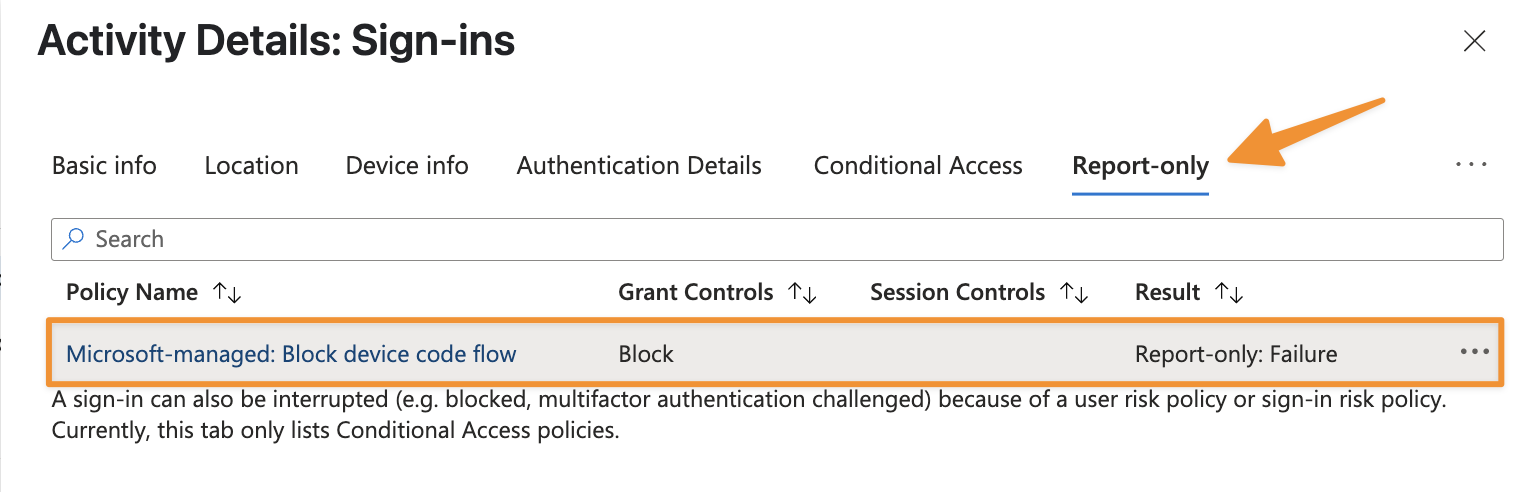 Activity Details: Sign-ins
Basic info Location Device info Authentication Details Conditional Access Report-only ...
Search
Policy Name ↑↓ Grant Controls ↑↓ Session Controls ↑↓ Result ↑↓
Microsoft-managed: Block device code flow Block Report-only: Failure ...
A sign-in can also be interrupted (e.g. blocked, multifactor authentication challenged) because of a user risk policy or sign-in risk policy.
Currently, this tab only lists Conditional Access policies.